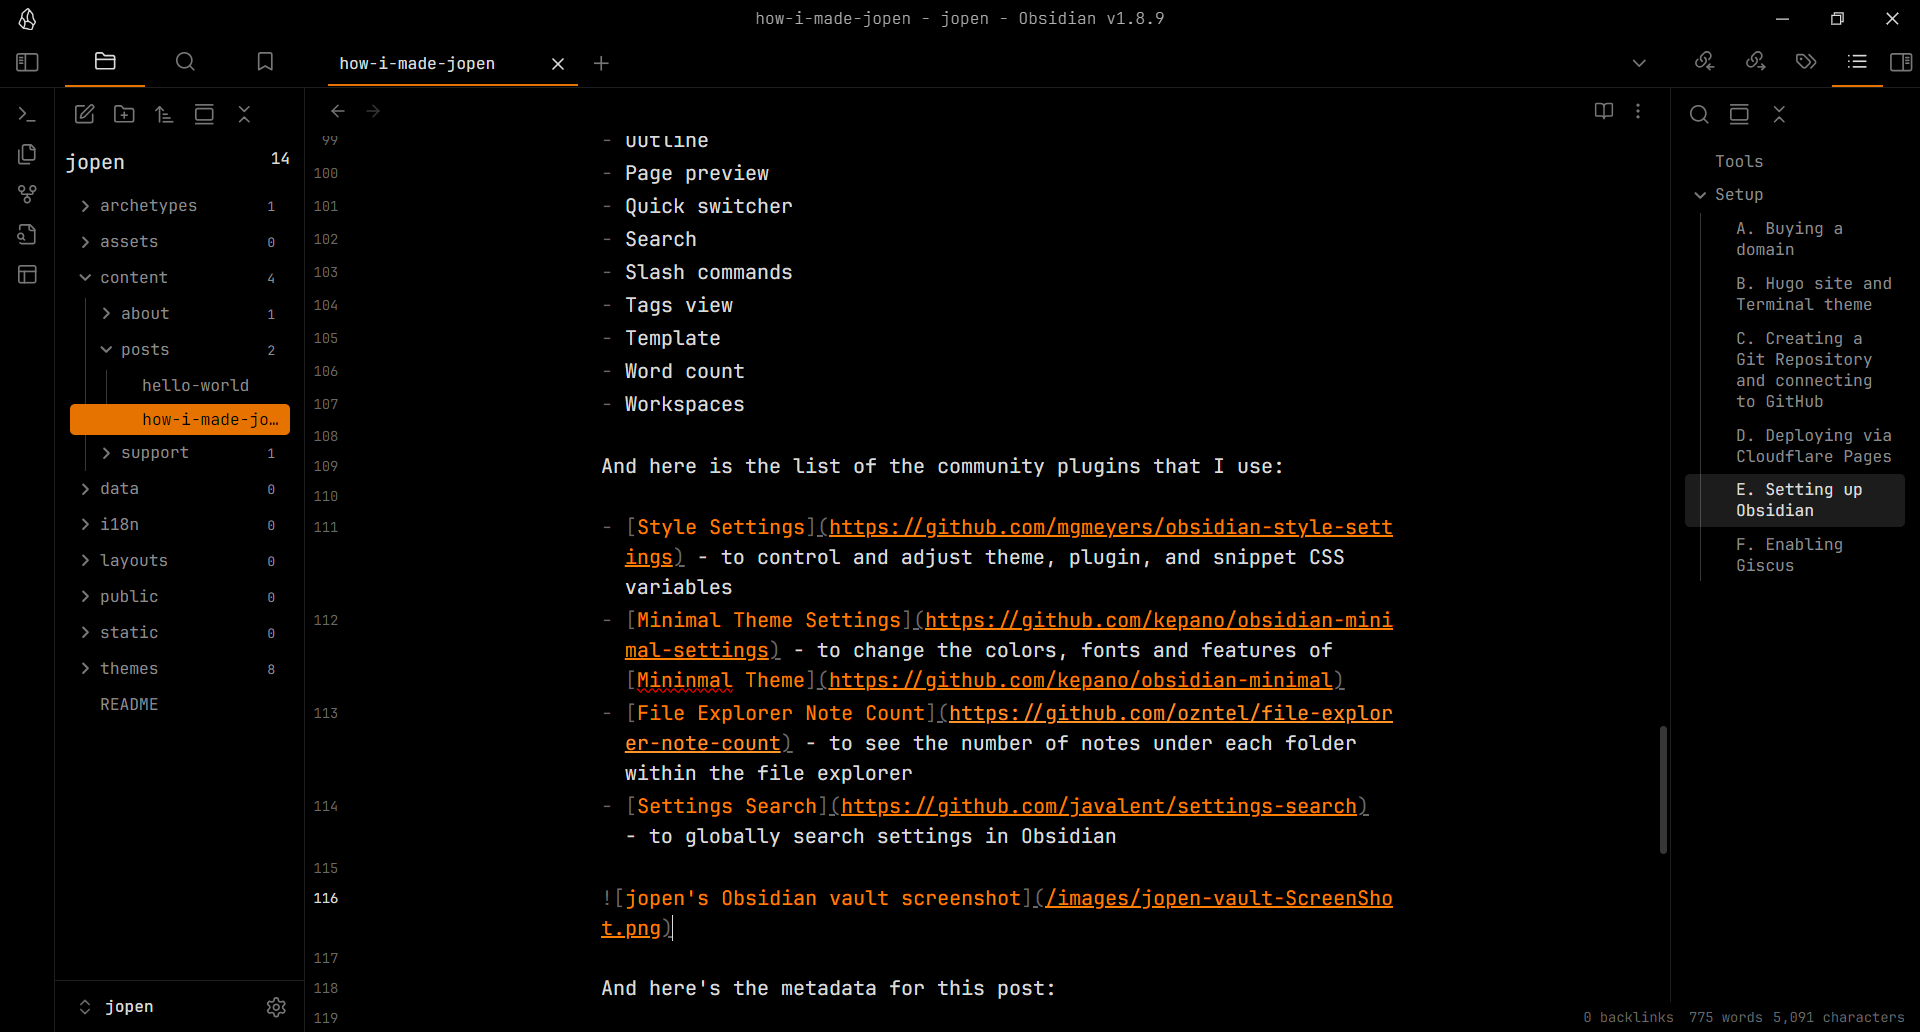 how-i-made-jopen - jopen - Obsidian v1.8.9
how-i-made-jopen
jopen 14
archetypes 1
assets 0
content 4
about 1
posts 2
hello-world
how-i-made-jo…
support 1
data 0
i18n 0
layouts 0
public 0
static 0
themes 8
README
jopen
99 - Outline
100 - Page preview
101 - Quick switcher
102 - Search
103 - Slash commands
104 - Tags view
105 - Template
106 - Word count
107 - Workspaces
108
109 And here is the list of the community plugins that I use:
110
111 - [Style Settings](https://github.com/mgmeyers/obsidian-style-sett
ings) - to control and adjust theme, plugin, and snippet CSS
variables
112 - [Minimal Theme Settings](https://github.com/kepano/obsidian-mini
mal-settings) - to change the colors, fonts and features of
[Mininmal Theme](https://github.com/kepano/obsidian-minimal)
113 - [File Explorer Note Count](https://github.com/ozntel/file-explor
er-note-count) - to see the number of notes under each folder
within the file explorer
114 - [Settings Search](https://github.com/javalent/settings-search)
- to globally search settings in Obsidian
115
116 ![jopen's Obsidian vault screenshot](/images/jopen-vault-ScreenSho
t.png)
117
118 And here's the metadata for this post:
119
Tools
Setup
A. Buying a
domain
B. Hugo site and
Terminal theme
C. Creating a
Git Repository
and connecting
to GitHub
D. Deploying via
Cloudflare Pages
E. Setting up
Obsidian
F. Enabling
Giscus
0 backlinks 775 words 5,091 characters